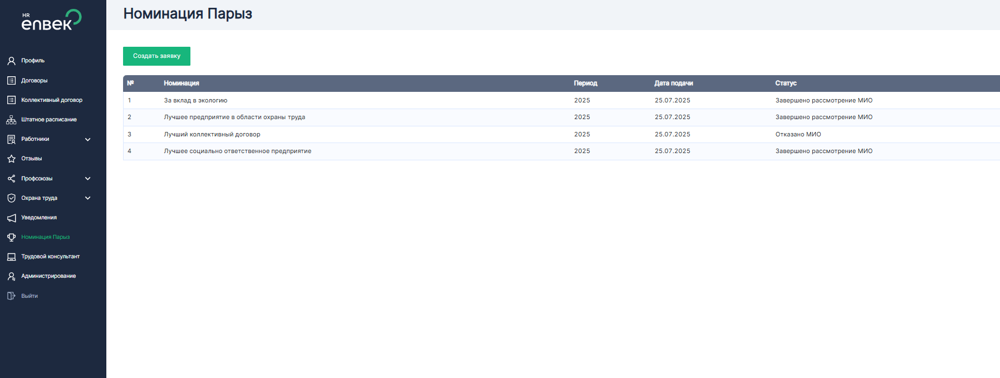 HR
enbek
Номинация Парыз
Профиль
Договоры
Коллективный договор
Штатное расписание
Работники
Отзывы
Профсоюзы
Охрана труда
Уведомления
Номинация Парыз
Трудовой консультант
Администрирование
Выйти
Создать заявку
№ Номинация Период Дата подачи Статус
1 За вклад в экологию 2025 25.07.2025 Завершено рассмотрение МИО
2 Лучшее предприятие в области охраны труда 2025 25.07.2025 Завершено рассмотрение МИО
3 Лучший коллективный договор 2025 25.07.2025 Отказано МИО
4 Лучшее социально ответственное предприятие 2025 25.07.2025 Завершено рассмотрение МИО